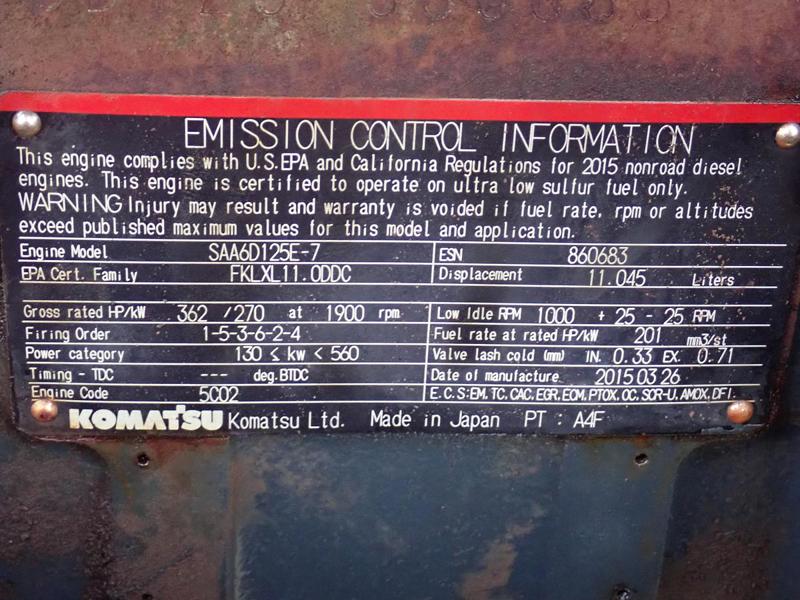 EMISSION CONTROL INFORMATION
This engine complies with U.S.EPA and California Regulations for 2015 nonroad diesel
engines. This engine is certified to operate on ultra low sulfur fuel only.
WARNING Injury may result and warranty is voided if fuel rate, rpm or altitudes
exceed published maximum values for this model and application.
Engine Model SAA6D125E-7 ESN 860683
EPA Cert. Family FKLXL11.0DDC Displacement 11.045 Liters
Gross rated HP/kW 362 /270 at 1900 rpm Low Idle RPM 1000 + 25 - 25 RPM
Firing Order 1-5-3-6-2-4 Fuel rate at rated HP/kW 201 mm3/st
Power category 130 ≤ kw < 560 Valve lash cold (mm) IN. 0.33 EX. 0.71
Timing - TDC --- deg.BTDC Date of manufacture 2015 03 26
Engine Code 5C02 E.C.S:EM,TC,CAC,EGR,ECM,PTOX,OC,SCR-U,AMOX,DFI.
KOMATSU Komatsu Ltd. Made in Japan PT : A4F